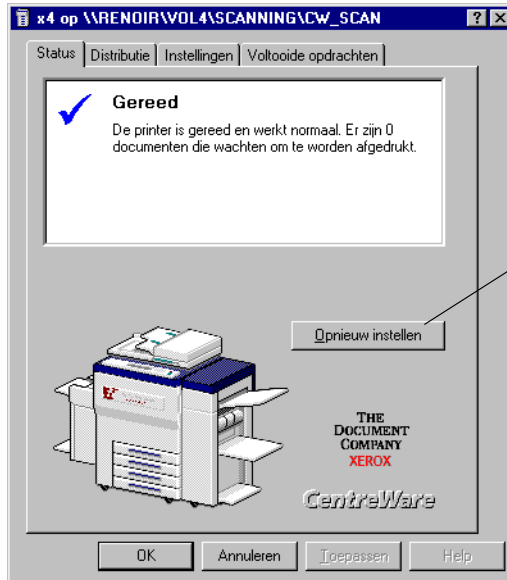 x4 op \\RENOIR\VOL4\SCANNING\CW_SCAN
Status Distributie Instellingen Voltooide opdrachten
Gereed
De printer is gereed en werkt normaal. Er zijn 0
documenten die wachten om te worden afgedrukt.
Opnieuw instellen
THE
DOCUMENT
COMPANY
XEROX
CentreWare
OK Annuleren Toepassen Help